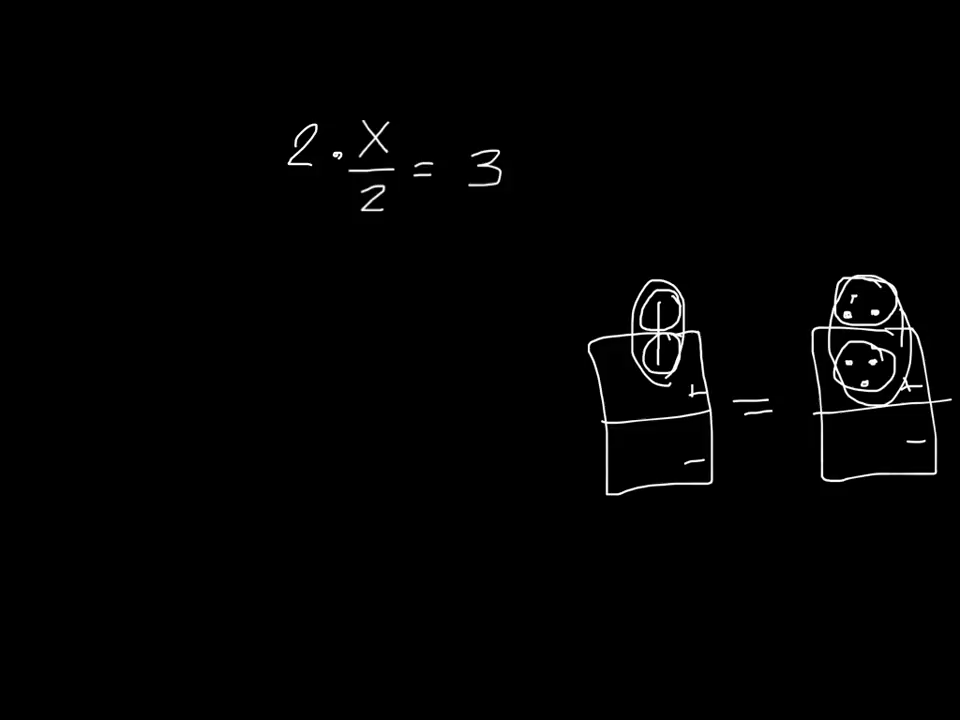 2 · x/2 = 3
+ = +
- -